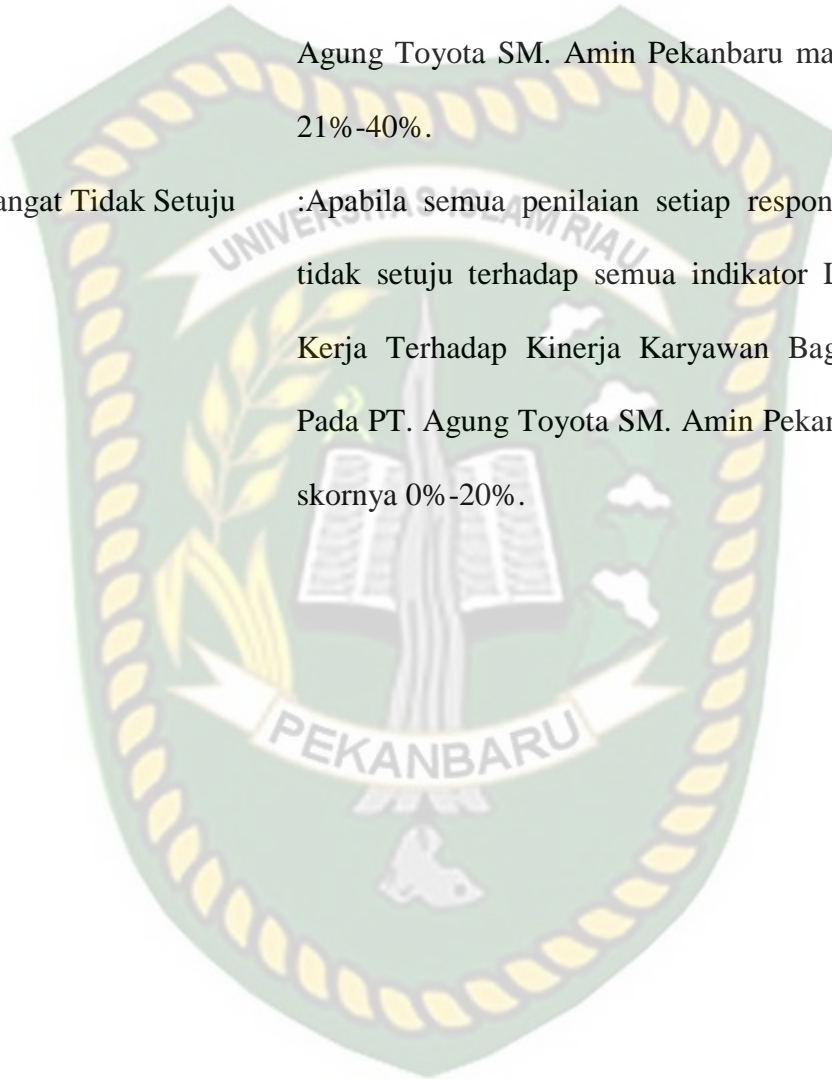 Agung Toyota SM. Amin Pekanbaru ma
21%-40%.
angat Tidak Setuju :Apabila semua penilaian setiap respon
tidak setuju terhadap semua indikator
Kerja Terhadap Kinerja Karyawan Bag
Pada PT. Agung Toyota SM. Amin Pekan
skornya 0%-20%.
UNIVERSITAS ISLAM RIAU
PEKANBARU